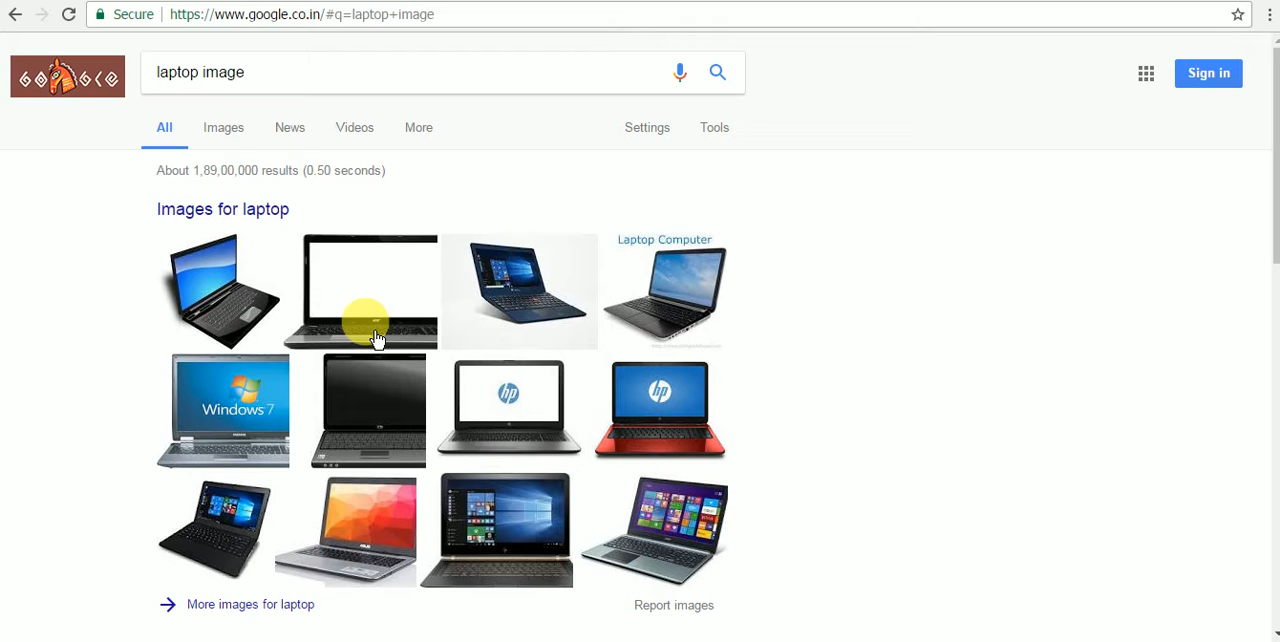 Secure https://www.google.co.in/#q=laptop+image
laptop image
Sign in
All Images News Videos More Settings Tools
About 1,89,00,000 results (0.50 seconds)
Images for laptop
Laptop Computer
Windows 7
hp
hp
More images for laptop
Report images